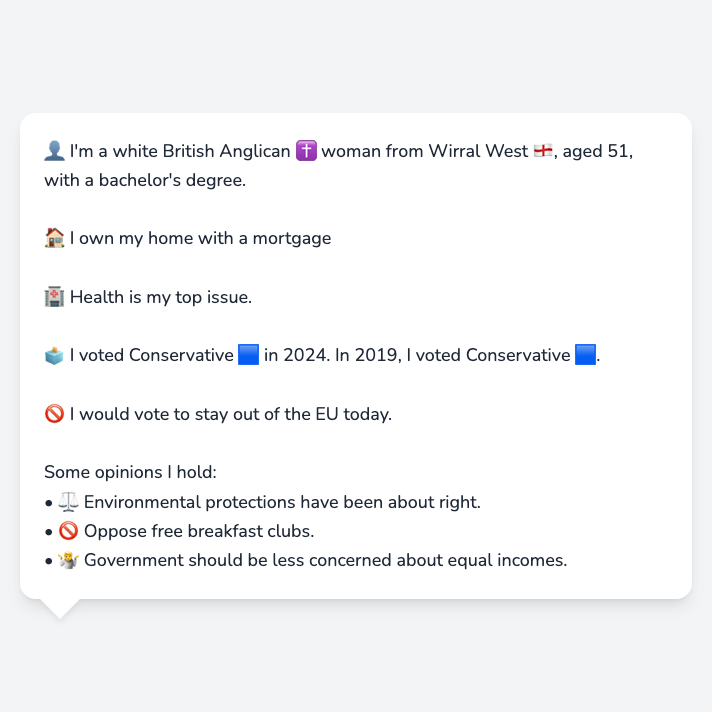 👤 I'm a white British Anglican ✝️ woman from Wirral West 🏴󠁧󠁢󠁥󠁮󠁧󠁿, aged 51,
with a bachelor's degree.
🏠 I own my home with a mortgage
🏥 Health is my top issue.
🗳️ I voted Conservative 🟦 in 2024. In 2019, I voted Conservative 🟦.
🚫 I would vote to stay out of the EU today.
Some opinions I hold:
• ⚖️ Environmental protections have been about right.
• 🚫 Oppose free breakfast clubs.
• 🤷‍♀️ Government should be less concerned about equal incomes.